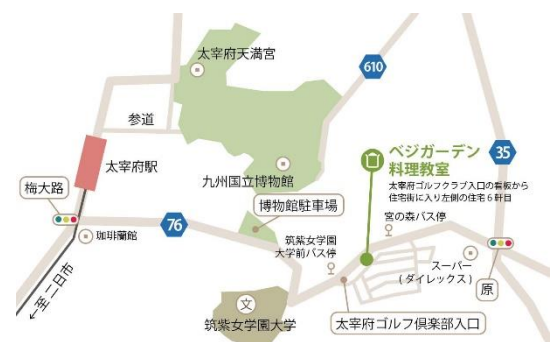 太宰府天満宮
610
参道
太宰府駅
九州国立博物館
ベジガーデン
料理教室
35
太宰府ゴルフクラブ入口の看板から
住宅街に入り左側の住宅6軒目
梅大路
博物館駐車場
宮の森バス停
76
珈琲蘭館
筑紫女学園
大学前バス停
スーパー
(ダイレックス)
原
←至二日市
文
筑紫女学園大学
太宰府ゴルフ倶楽部入口